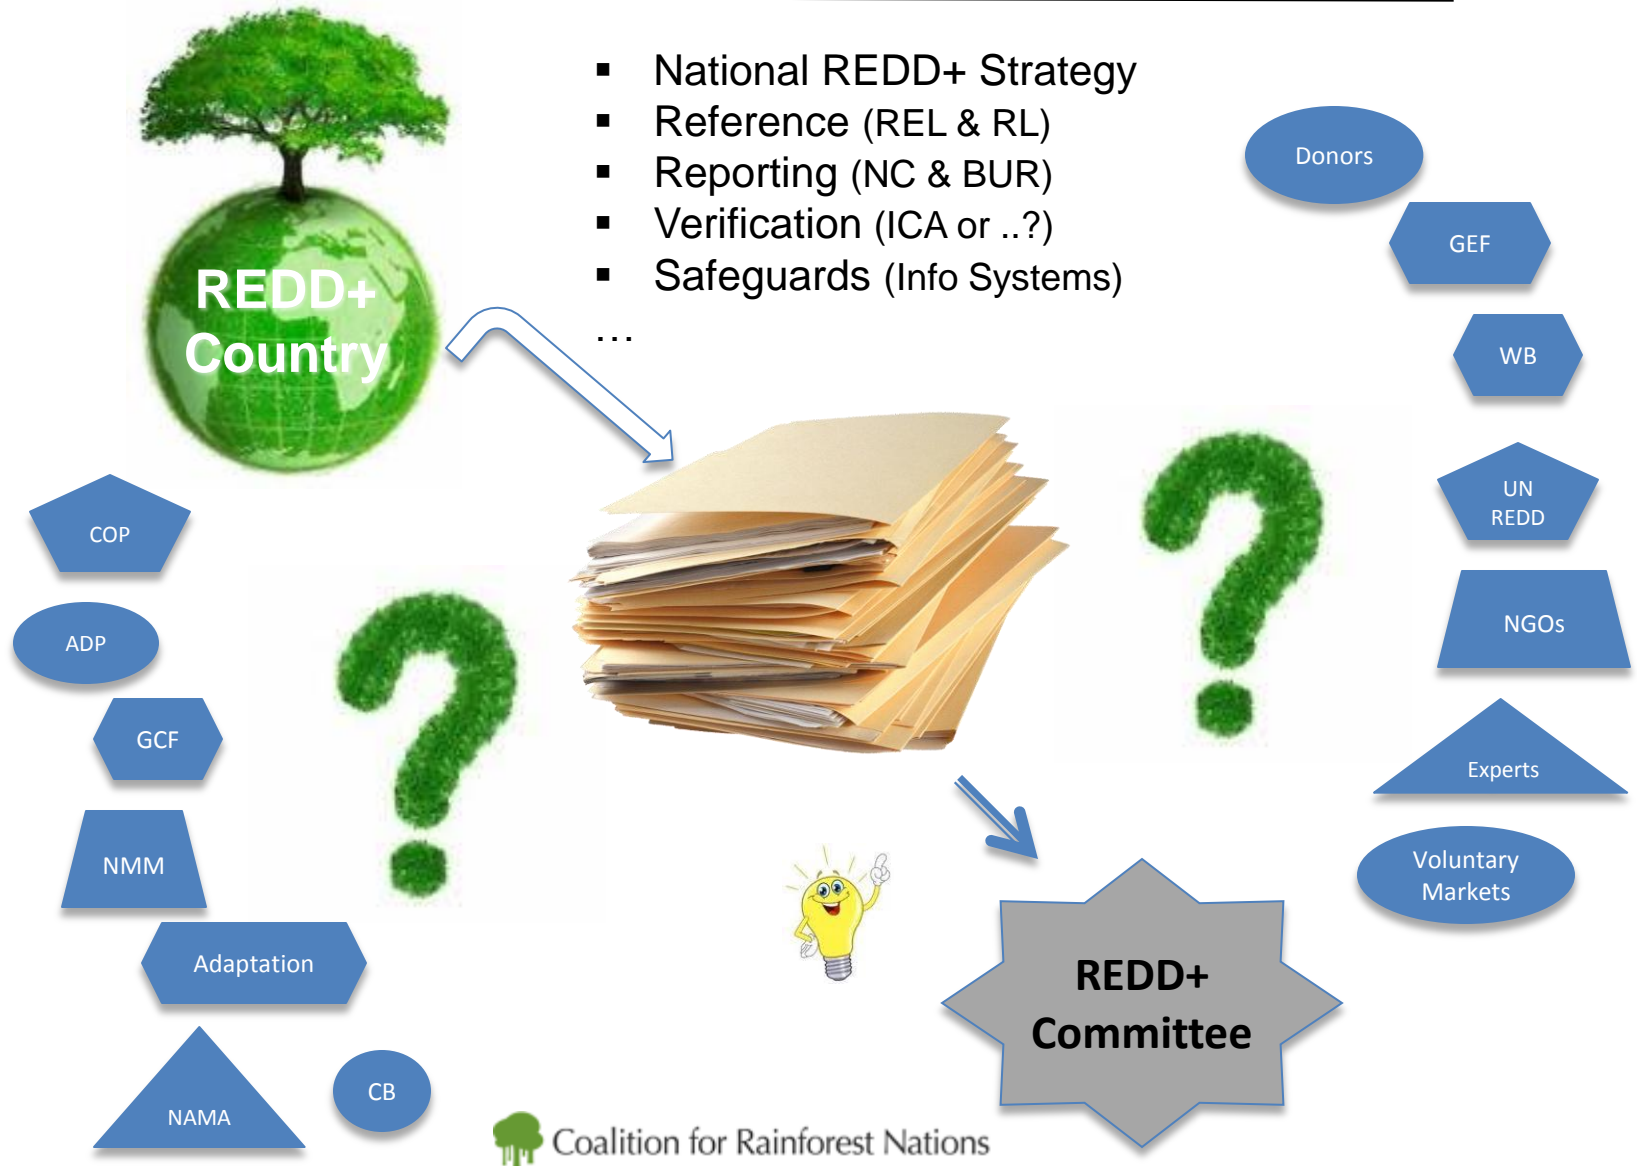 ▪ National REDD+ Strategy
▪ Reference (REL & RL)
▪ Reporting (NC & BUR)
▪ Verification (ICA or ..?)
▪ Safeguards (Info Systems)
...
REDD+
Country
Donors
GEF
WB
UN
REDD
NGOs
Experts
Voluntary
Markets
COP
ADP
GCF
NMM
Adaptation
NAMA
CB
REDD+
Committee
Coalition for Rainforest Nations